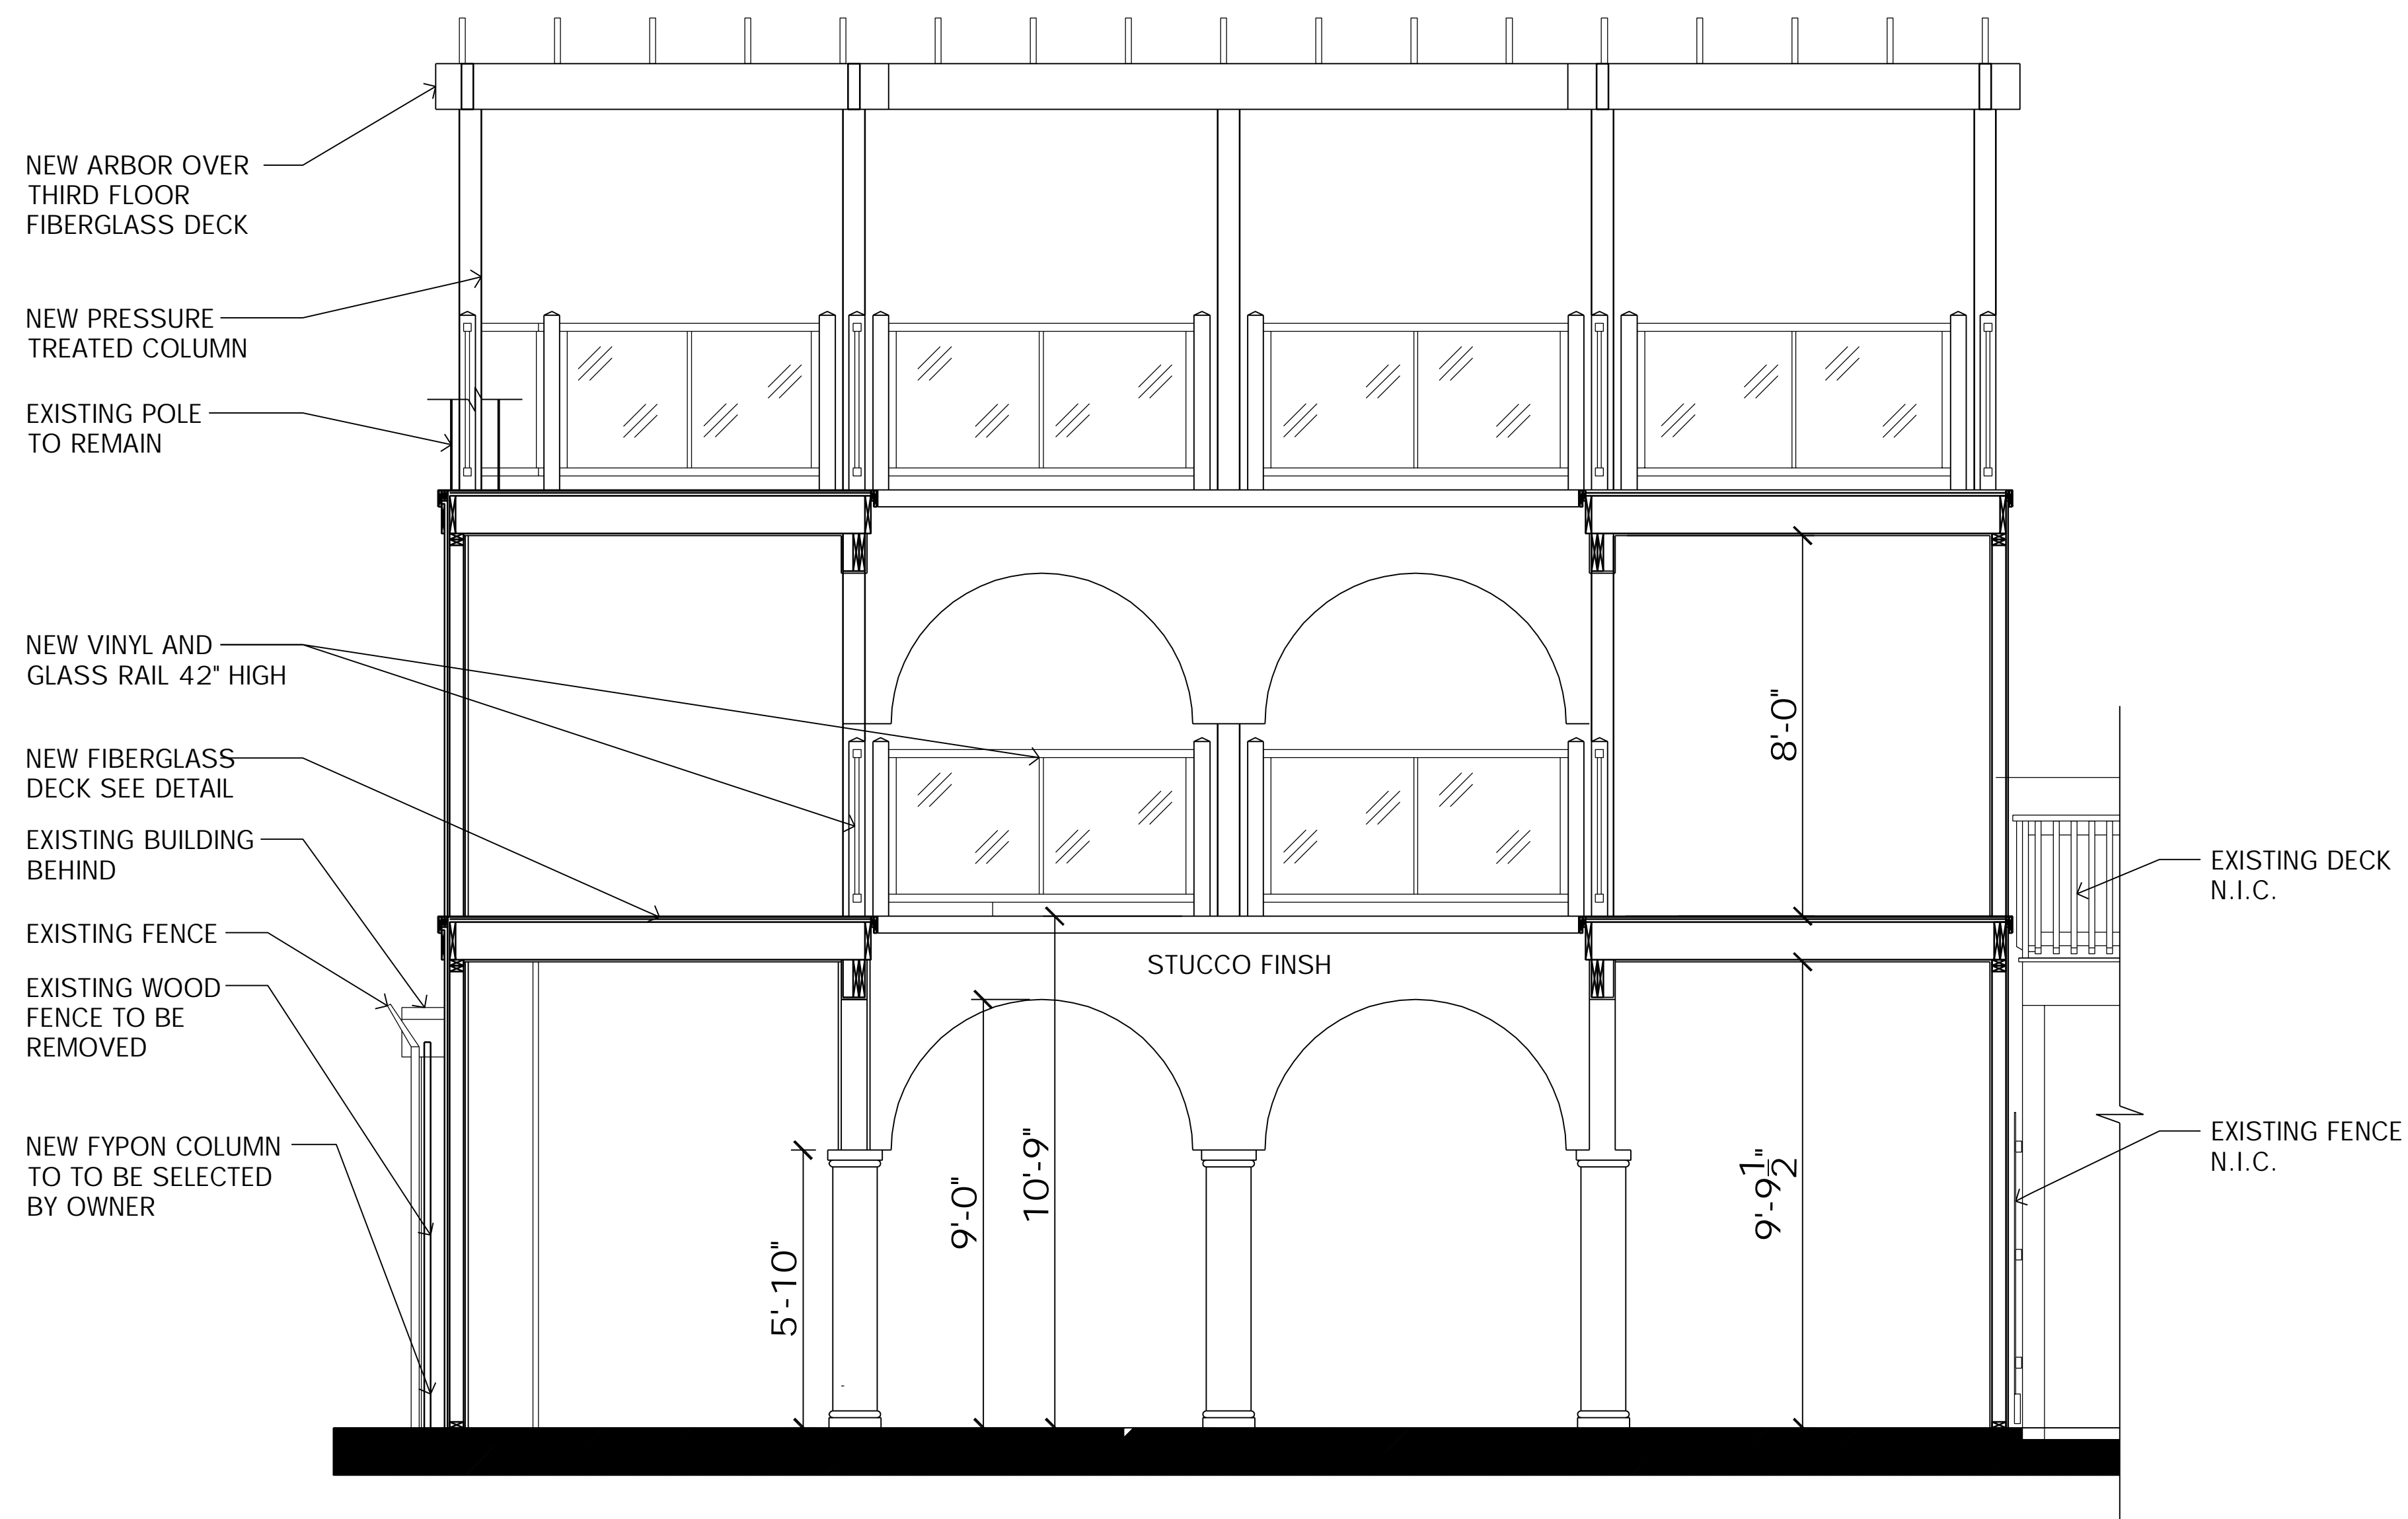 NEW ARBOR OVER
THIRD FLOOR
FIBERGLASS DECK
NEW PRESSURE
TREATED COLUMN
EXISTING POLE
TO REMAIN
NEW VINYL AND
GLASS RAIL 42" HIGH
NEW FIBERGLASS
DECK SEE DETAIL
EXISTING BUILDING
BEHIND
EXISTING FENCE
EXISTING WOOD
FENCE TO BE
REMOVED
NEW FYPON COLUMN
TO TO BE SELECTED
BY OWNER
STUCCO FINSH
5'-10"
9'-0"
10'-9"
8'-0"
9'-9 1/2"
EXISTING DECK
N.I.C.
EXISTING FENCE
N.I.C.